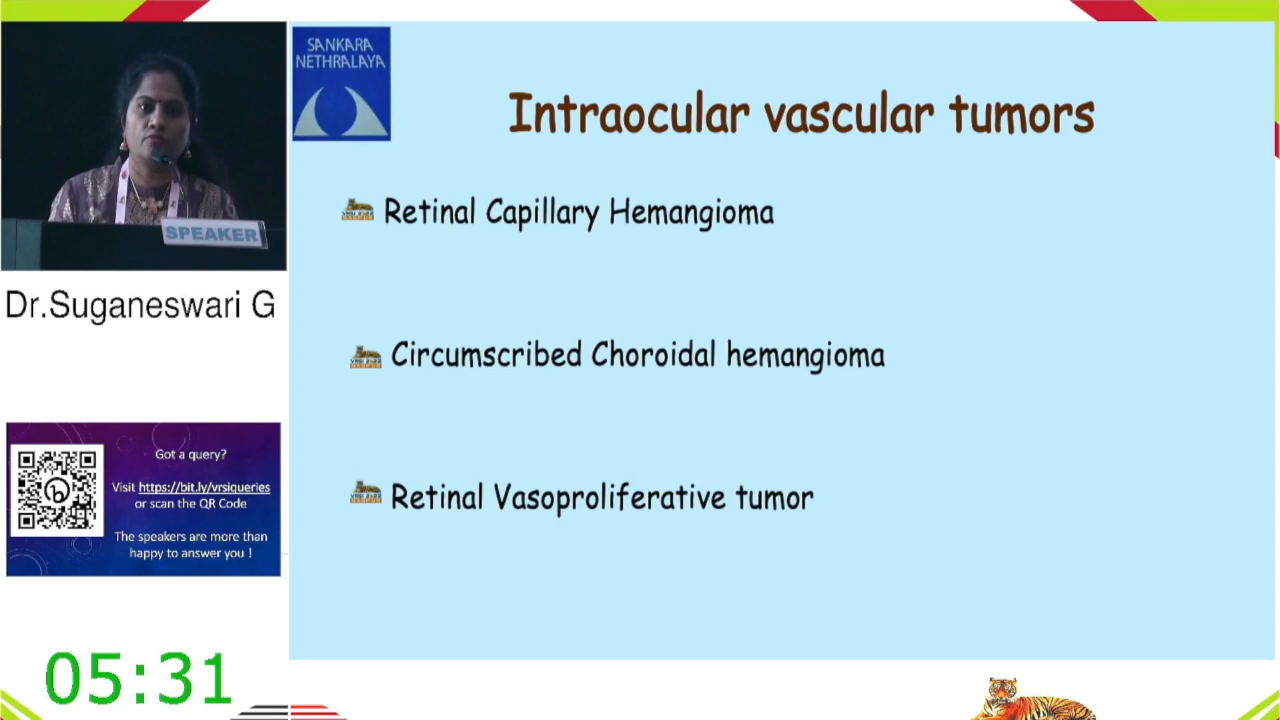 SANKARA
NETHRALAYA
Intraocular vascular tumors
Retinal Capillary Hemangioma
Circumscribed Choroidal hemangioma
Retinal Vasoproliferative tumor
SPEAKER
Dr.Suganeswari G
Got a query?
Visit https://bit.ly/vrsiqueries
or scan the QR Code
The speakers are more than
happy to answer you !
05:31